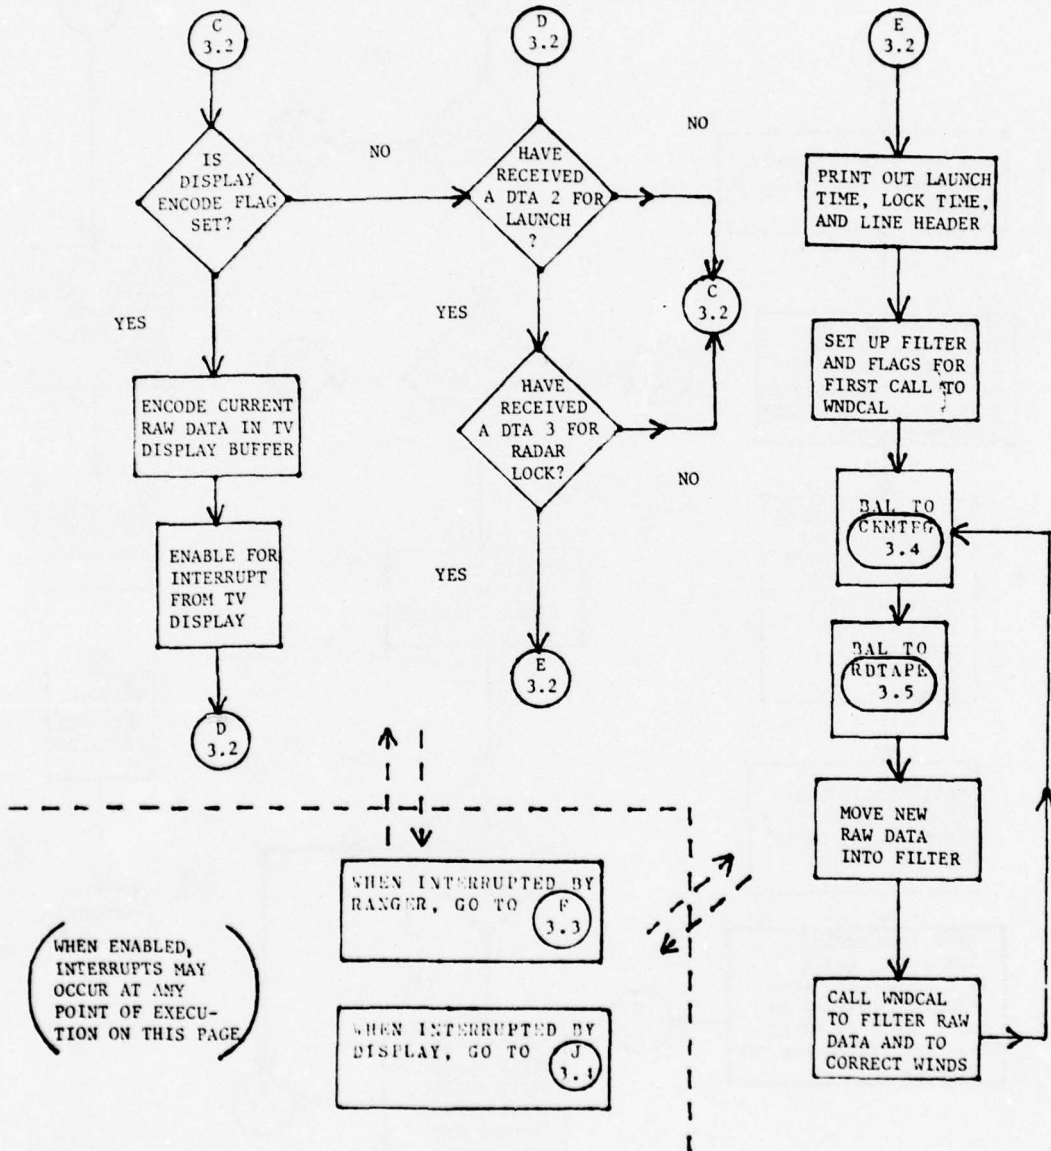 C
3.2
IS
DISPLAY
ENCODE FLAG
SET?
NO
YES
ENCODE CURRENT
RAW DATA IN TV
DISPLAY BUFFER
ENABLE FOR
INTERRUPT
FROM TV
DISPLAY
D
3.2
D
3.2
HAVE
RECEIVED
A DTA 2 FOR
LAUNCH
?
NO
YES
C
3.2
HAVE
RECEIVED
A DTA 3 FOR
RADAR
LOCK?
NO
YES
E
3.2
E
3.2
PRINT OUT LAUNCH
TIME, LOCK TIME,
AND LINE HEADER
SET UP FILTER
AND FLAGS FOR
FIRST CALL TO
WNDCAL
BAL TO
CKMTFG
3.4
BAL TO
RDTAPE
3.5
MOVE NEW
RAW DATA
INTO FILTER
CALL WNDCAL
TO FILTER RAW
DATA AND TO
CORRECT WINDS
WHEN ENABLED,
INTERRUPTS MAY
OCCUR AT ANY
POINT OF EXECU-
TION ON THIS PAGE
WHEN INTERRUPTED BY
RANGER, GO TO
F
3.3
WHEN INTERRUPTED BY
DISPLAY, GO TO
J
3.4